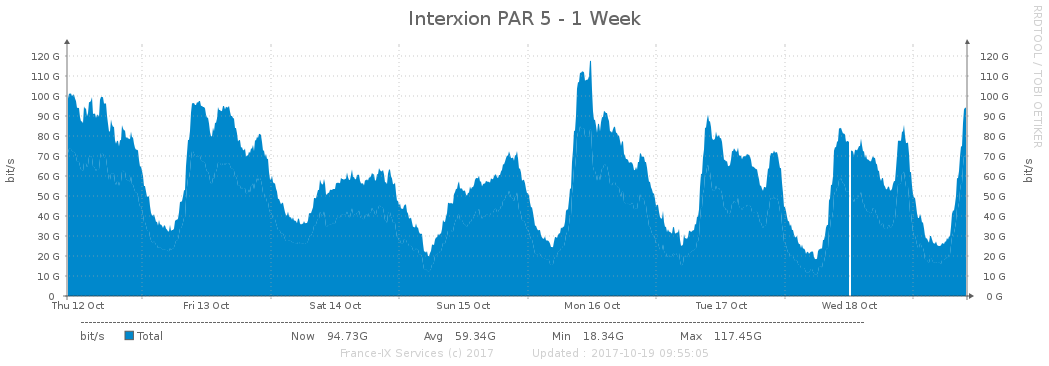 Interxion PAR 5 - 1 Week
RRDTOOL / TOBI OETIKER
bit/s
120 G 120 G
110 G 110 G
100 G 100 G
90 G 90 G
80 G 80 G
70 G 70 G
60 G 60 G
50 G 50 G
40 G 40 G
30 G 30 G
20 G 20 G
10 G 10 G
0 0 G
bit/s
Thu 12 Oct Fri 13 Oct Sat 14 Oct Sun 15 Oct Mon 16 Oct Tue 17 Oct Wed 18 Oct
bit/s Total Now 94.73G Avg 59.34G Min 18.34G Max 117.45G
France-IX Services (c) 2017 Updated : 2017-10-19 09:55:05